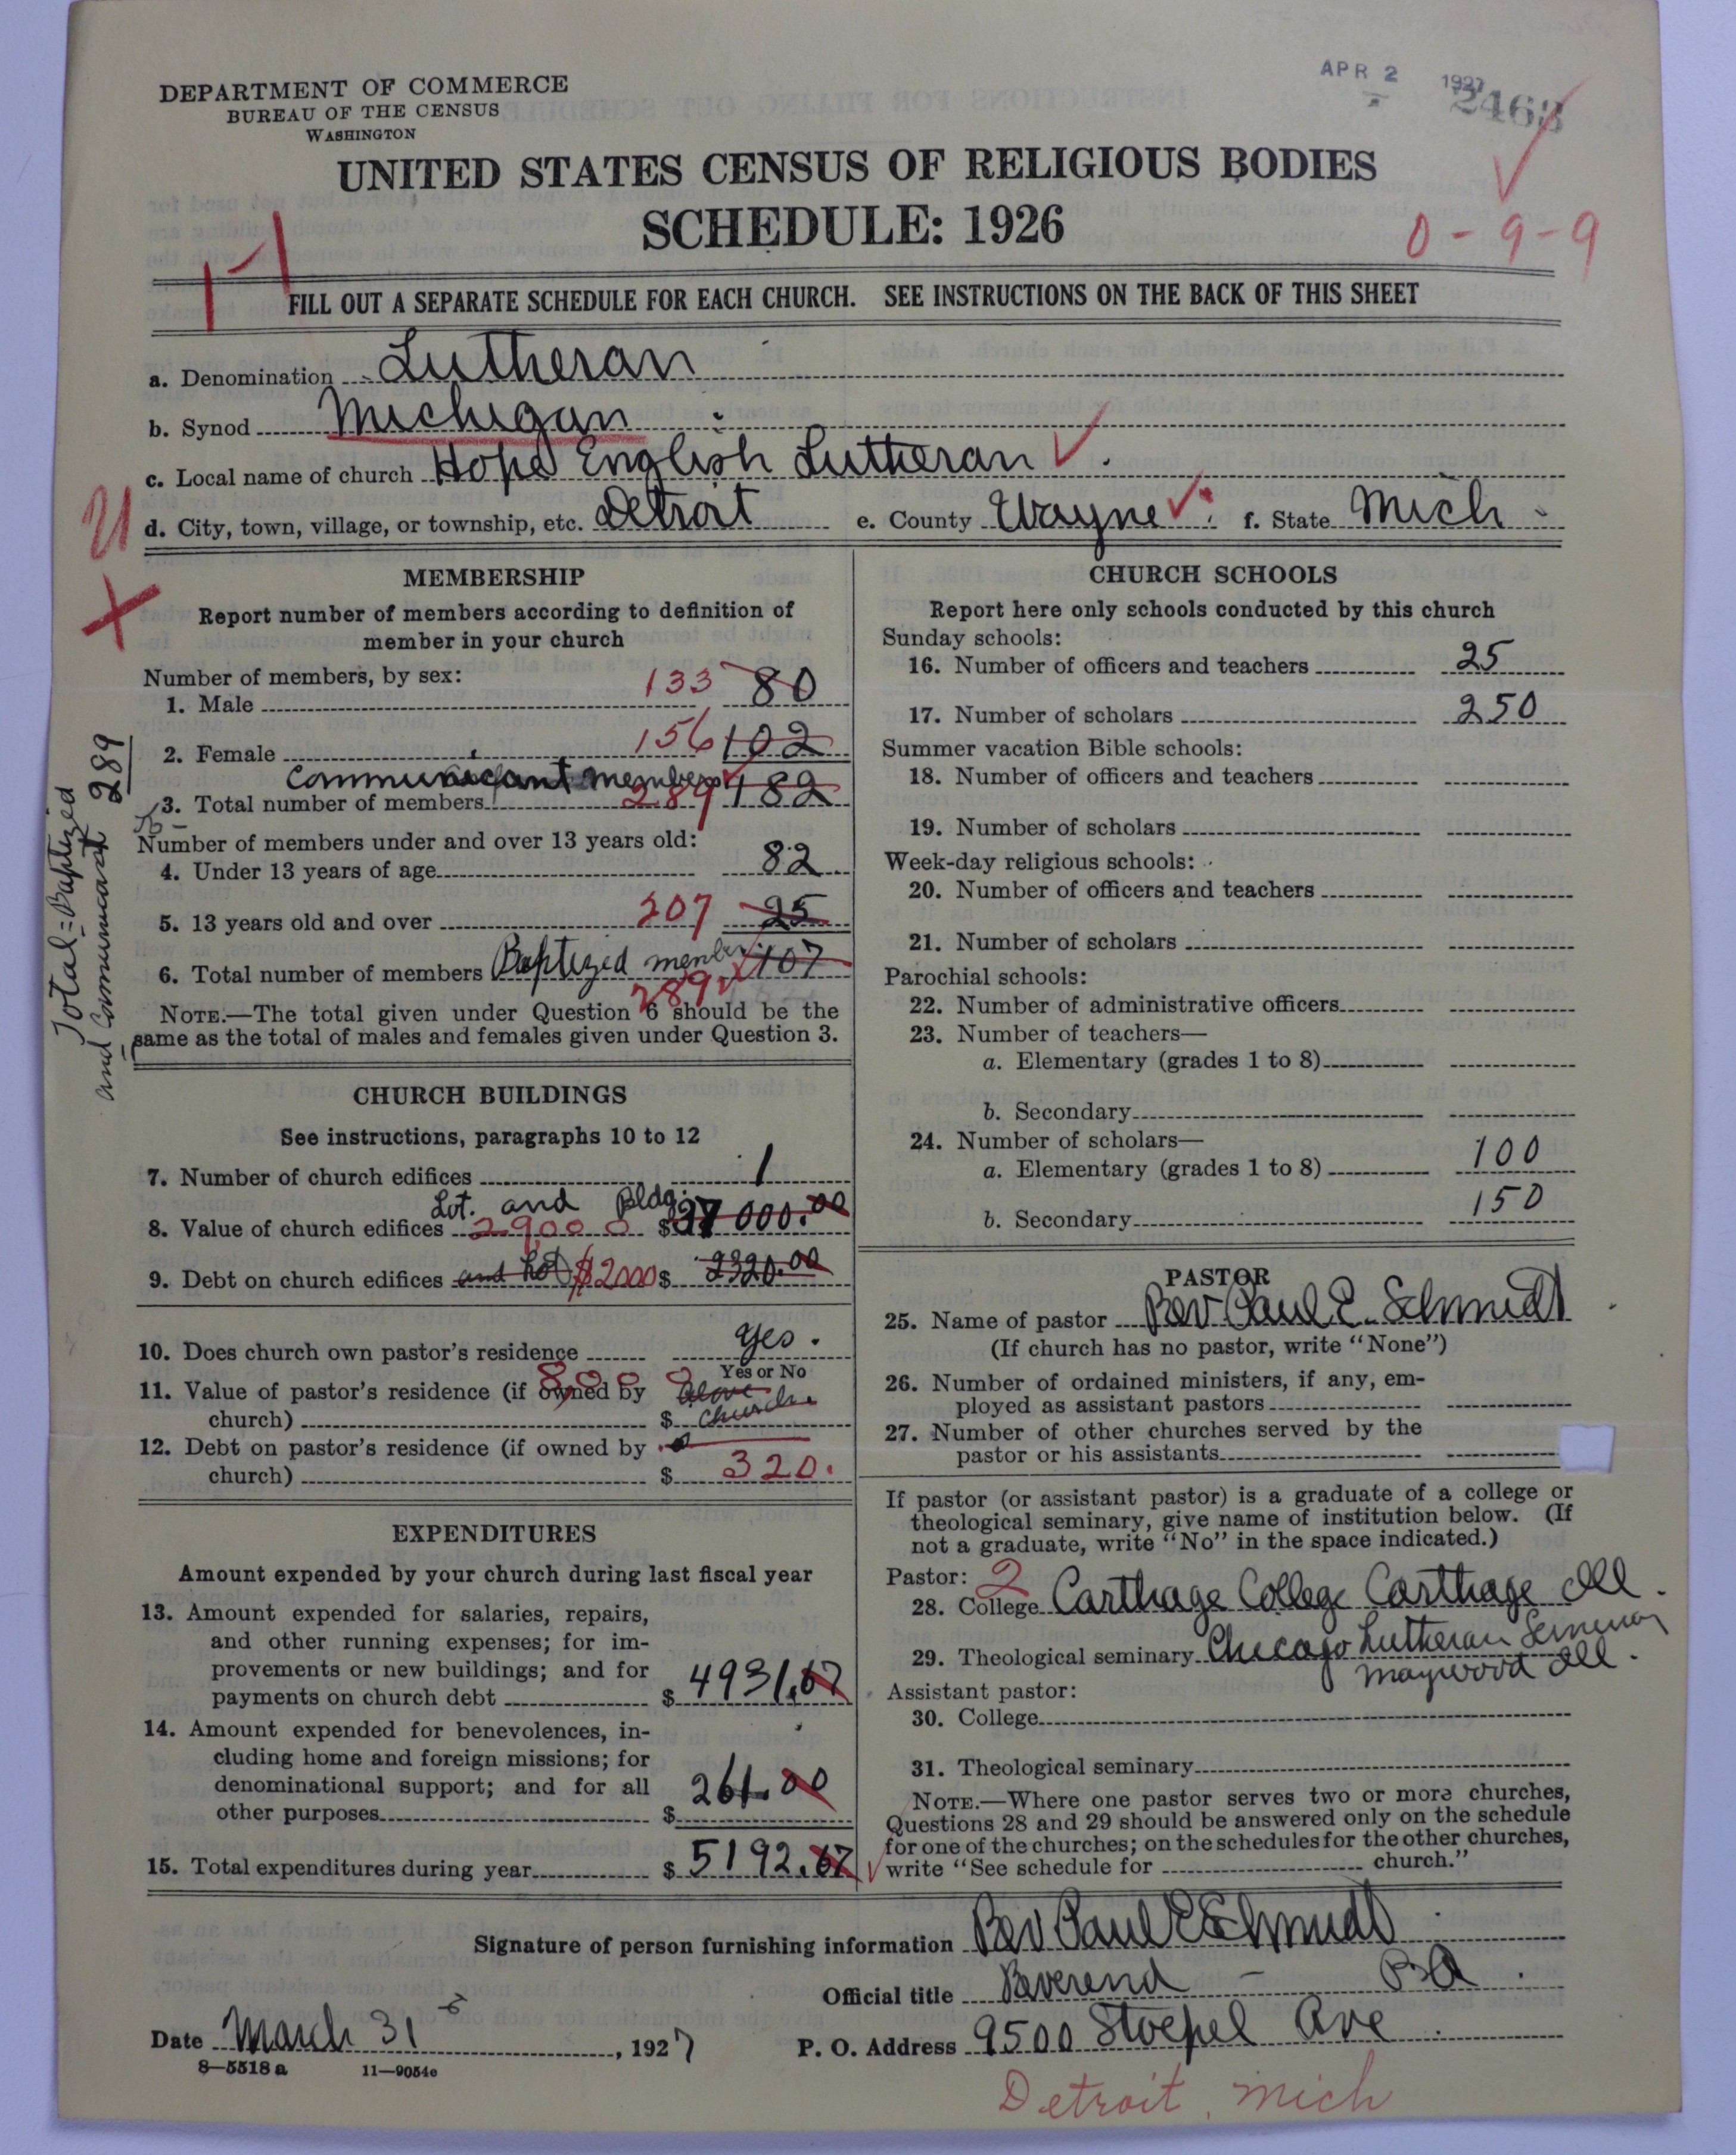 APR 2 1927
2463
DEPARTMENT OF COMMERCE
BUREAU OF THE CENSUS
WASHINGTON
UNITED STATES CENSUS OF RELIGIOUS BODIES
SCHEDULE: 1926
0-9-9
FILL OUT A SEPARATE SCHEDULE FOR EACH CHURCH. SEE INSTRUCTIONS ON THE BACK OF THIS SHEET
a. Denomination Lutheran
b. Synod Michigan
c. Local name of church Hope English Lutheran
d. City, town, village, or township, etc. Detroit e. County Wayne f. State Mich
MEMBERSHIP
Report number of members according to definition of
member in your church
Number of members, by sex:
1. Male 133 80
2. Female 156 102
Communicant members
3. Total number of members 289 182
Number of members under and over 13 years old:
4. Under 13 years of age 82
5. 13 years old and over 207 25
6. Total number of members Baptized members 107
289
NOTE.—The total given under Question 6 should be the
same as the total of males and females given under Question 3.
Total = Baptized
and Communicant 289
CHURCH BUILDINGS
See instructions, paragraphs 10 to 12
7. Number of church edifices 1
Lot. and Bldg.
8. Value of church edifices 29000 $37 000.00
9. Debt on church edifices and Lot $2000 $ 2320.00
10. Does church own pastor's residence yes.
Yes or No
8,000
11. Value of pastor's residence (if owned by above
church) $ Church
12. Debt on pastor's residence (if owned by
church) $ 320.
EXPENDITURES
Amount expended by your church during last fiscal year
13. Amount expended for salaries, repairs,
and other running expenses; for im-
provements or new buildings; and for
payments on church debt $ 4931.67
14. Amount expended for benevolences, in-
cluding home and foreign missions; for
denominational support; and for all
other purposes $ 261.00
15. Total expenditures during year $ 5192.67
CHURCH SCHOOLS
Report here only schools conducted by this church
Sunday schools:
16. Number of officers and teachers 25
17. Number of scholars 250
Summer vacation Bible schools:
18. Number of officers and teachers
19. Number of scholars
Week-day religious schools:
20. Number of officers and teachers
21. Number of scholars
Parochial schools:
22. Number of administrative officers
23. Number of teachers—
a. Elementary (grades 1 to 8)
b. Secondary
24. Number of scholars—
a. Elementary (grades 1 to 8) 100
b. Secondary 150
PASTOR
25. Name of pastor Rev Paul E. Schmidt
(If church has no pastor, write "None")
26. Number of ordained ministers, if any, em-
ployed as assistant pastors
27. Number of other churches served by the
pastor or his assistants
If pastor (or assistant pastor) is a graduate of a college or
theological seminary, give name of institution below. (If
not a graduate, write "No" in the space indicated.)
Pastor: 2
28. College Carthage College Carthage Ill.
29. Theological seminary Chicago Lutheran Seminary
Maywood Ill.
Assistant pastor:
30. College
31. Theological seminary
NOTE.—Where one pastor serves two or more churches,
Questions 28 and 29 should be answered only on the schedule
for one of the churches; on the schedules for the other churches,
write "See schedule for church."
Signature of person furnishing information Rev Paul E Schmidt
Official title Reverend - BA.
Date March 31, 1927 P. O. Address 9500 Stoepel Ave
8—5518a 11—9054e
Detroit, Mich